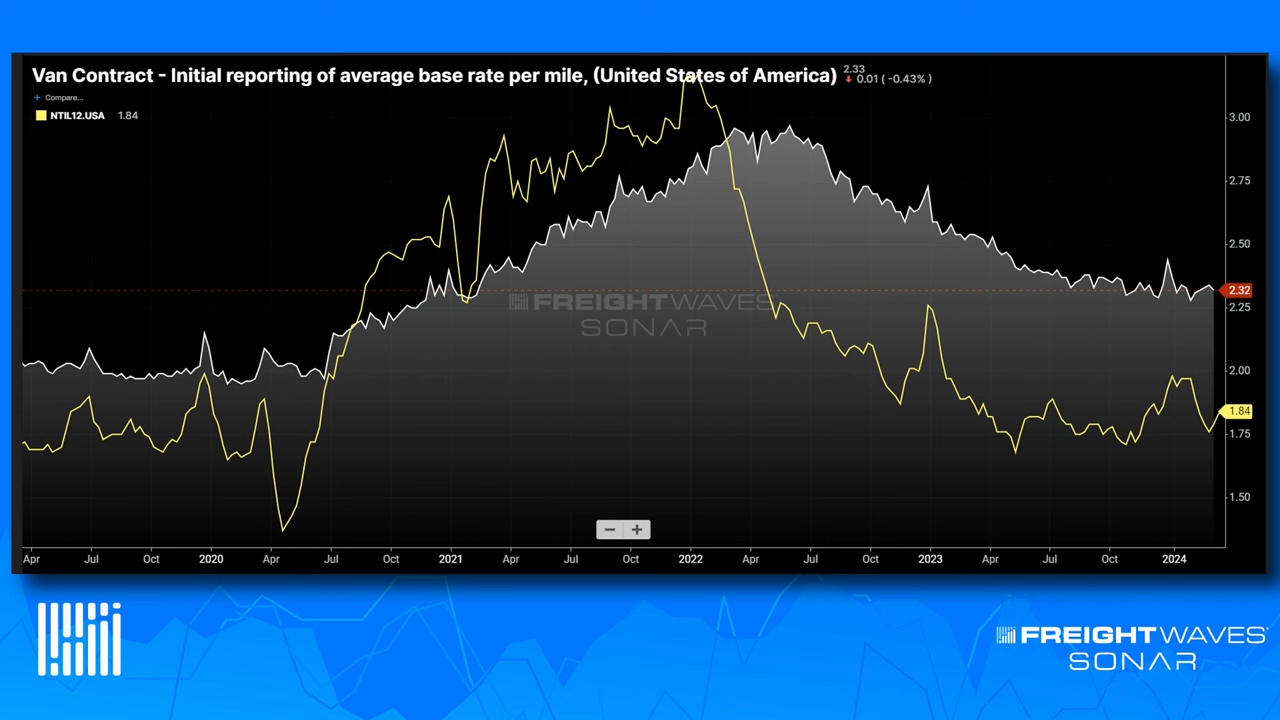 Van Contract - Initial reporting of average base rate per mile, (United States of America) 2.33
0.01 ( -0.43% )
+ Compare...
NTIL12.USA 1.84
3.00
2.75
2.50
2.32
2.25
2.00
1.84
1.75
1.50
FREIGHTWAVES
SONAR
− +
Apr Jul Oct 2020 Apr Jul Oct 2021 Apr Jul Oct 2022 Apr Jul Oct 2023 Apr Jul Oct 2024
FREIGHTWAVES
SONAR